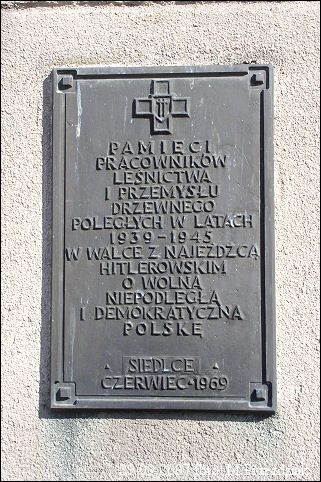 PAMIĘCI
PRACOWNIKÓW
LEŚNICTWA
I PRZEMYSŁU
DRZEWNEGO
POLEGŁYCH W LATACH
1939-1945
W WALCE Z NAJEŹDŹCĄ
HITLEROWSKIM
O WOLNĄ
NIEPODLEGŁĄ
I DEMOKRATYCZNĄ
POLSKĘ
SIEDLCE
CZERWIEC·1969